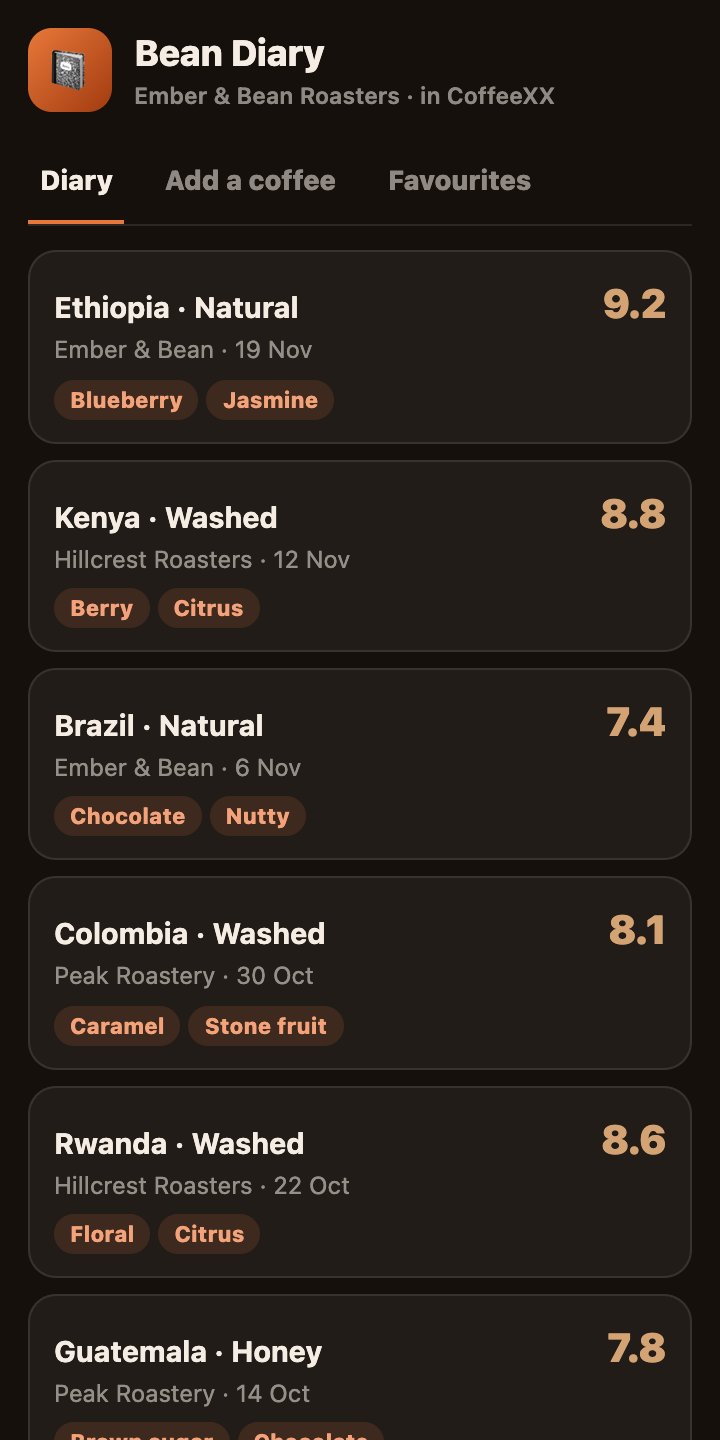 Bean Diary
Ember & Bean Roasters · in CoffeeXX
Diary
Add a coffee
Favourites
Ethiopia · Natural
9.2
Ember & Bean · 19 Nov
Blueberry
Jasmine
Kenya · Washed
8.8
Hillcrest Roasters · 12 Nov
Berry
Citrus
Brazil · Natural
7.4
Ember & Bean · 6 Nov
Chocolate
Nutty
Colombia · Washed
8.1
Peak Roastery · 30 Oct
Caramel
Stone fruit
Rwanda · Washed
8.6
Hillcrest Roasters · 22 Oct
Floral
Citrus
Guatemala · Honey
7.8
Peak Roastery · 14 Oct
Brown sugar
Chocolate